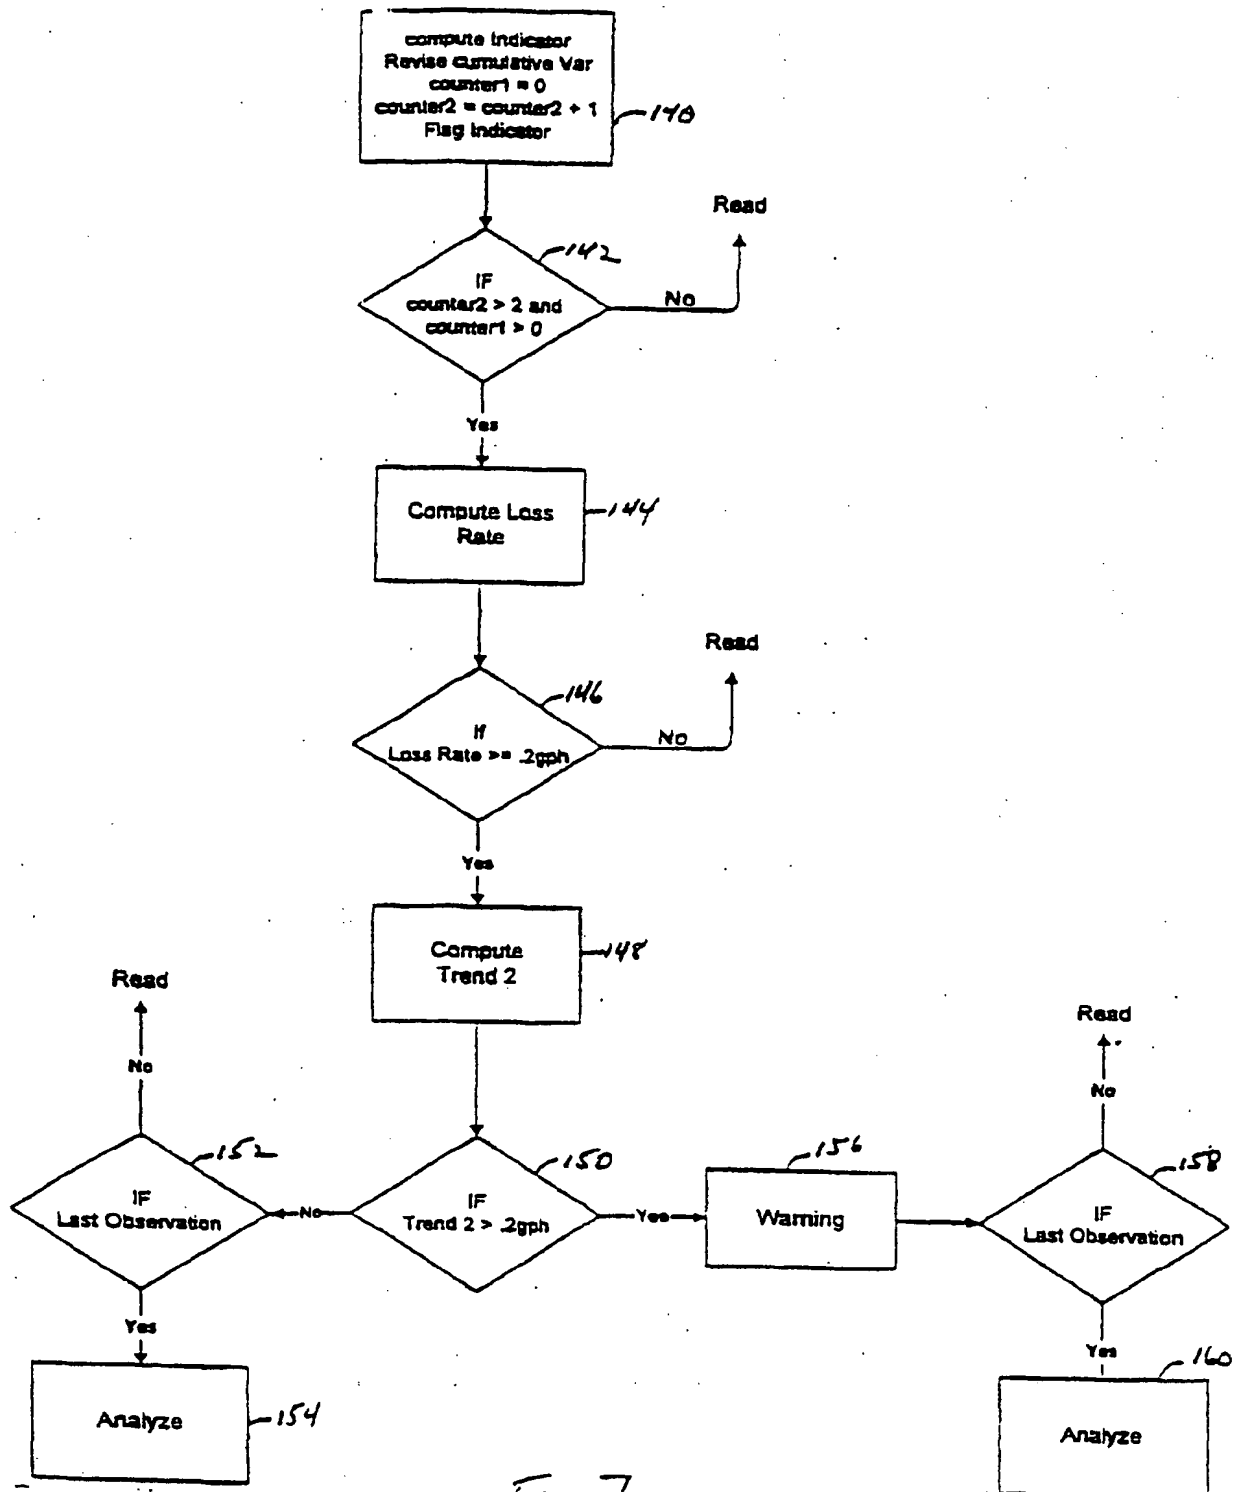 compute Indicator
Revise cumulative Var
counter1 = 0
counter2 = counter2 + 1
Flag Indicator
140
Read
142
IF
counter2 > 2 and
counter1 > 0
No
Yes
Compute Loss
Rate
144
Read
146
If
Loss Rate >= .2gph
No
Yes
Compute
Trend 2
148
Read
No
Read
No
152
IF
Last Observation
No
150
IF
Trend 2 > .2gph
Yes
156
Warning
158
IF
Last Observation
Yes
Analyze
154
Yes
160
Analyze